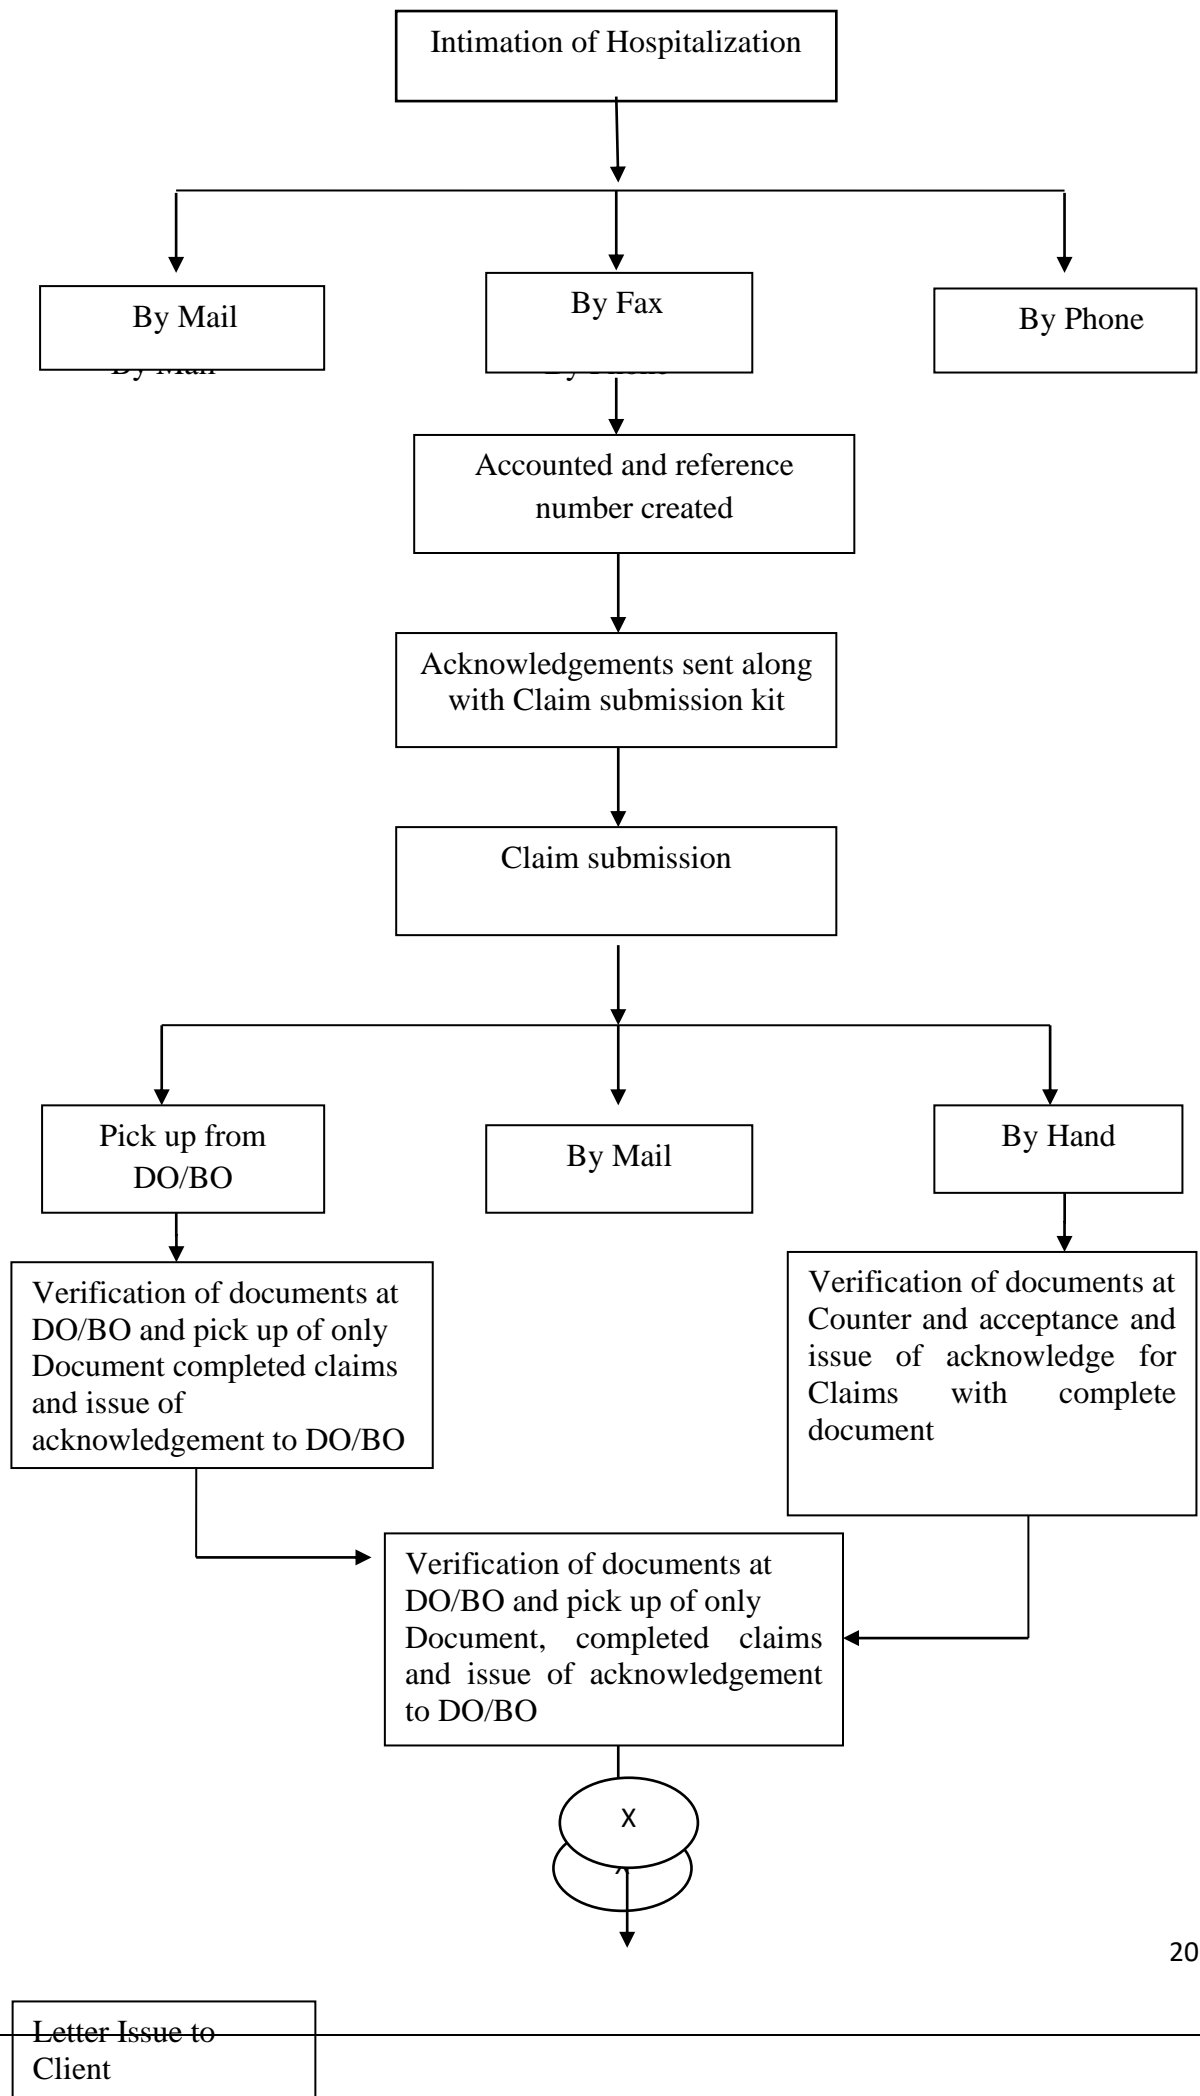 Intimation of Hospitalization
By Mail
By Fax
By Phone
Accounted and reference
number created
Acknowledgements sent along
with Claim submission kit
Claim submission
Pick up from
DO/BO
By Mail
By Hand
Verification of documents at
DO/BO and pick up of only
Document completed claims
and issue of
acknowledgement to DO/BO
Verification of documents at
Counter and acceptance and
issue of acknowledge for
Claims with complete
document
Verification of documents at
DO/BO and pick up of only
Document, completed claims
and issue of acknowledgement
to DO/BO
X
20
Letter Issue to
Client